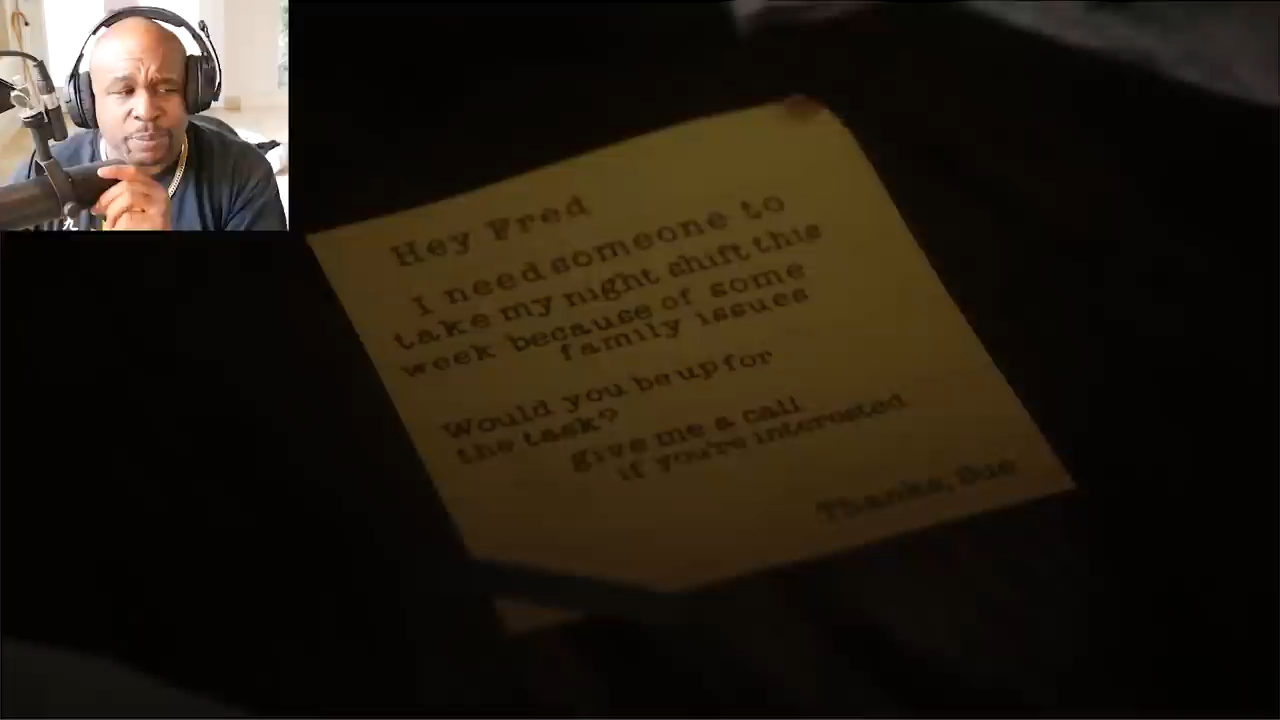 Hey Fred
I need someone to
take my night shift this
week because of some
family issues
Would you be up for
the task?
give me a call
if you're interested
Thanks, Sue